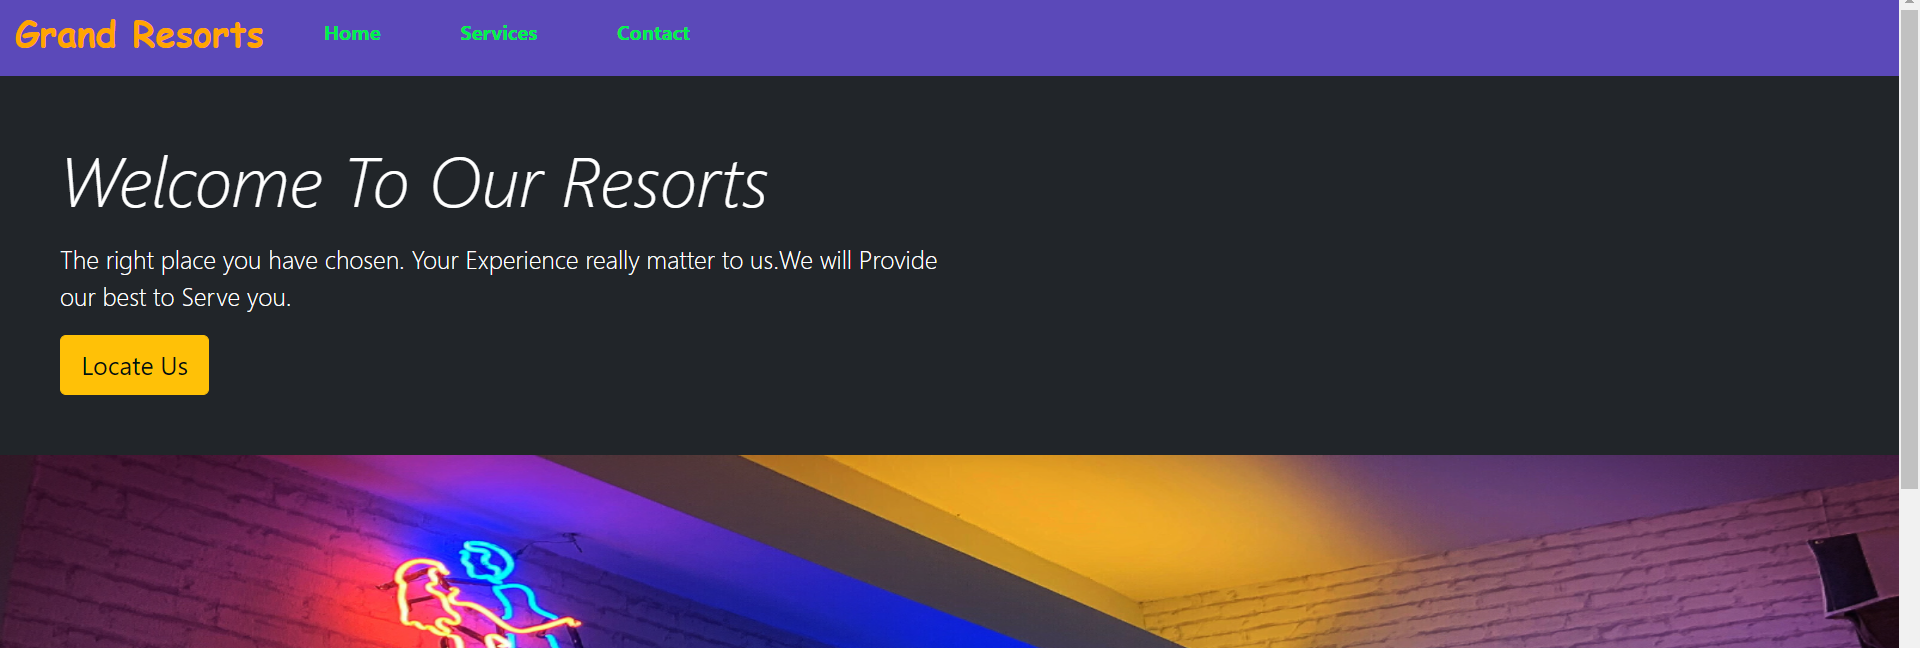 Grand Resorts Home Services Contact
Welcome To Our Resorts
The right place you have chosen. Your Experience really matter to us.We will Provide
our best to Serve you.
Locate Us